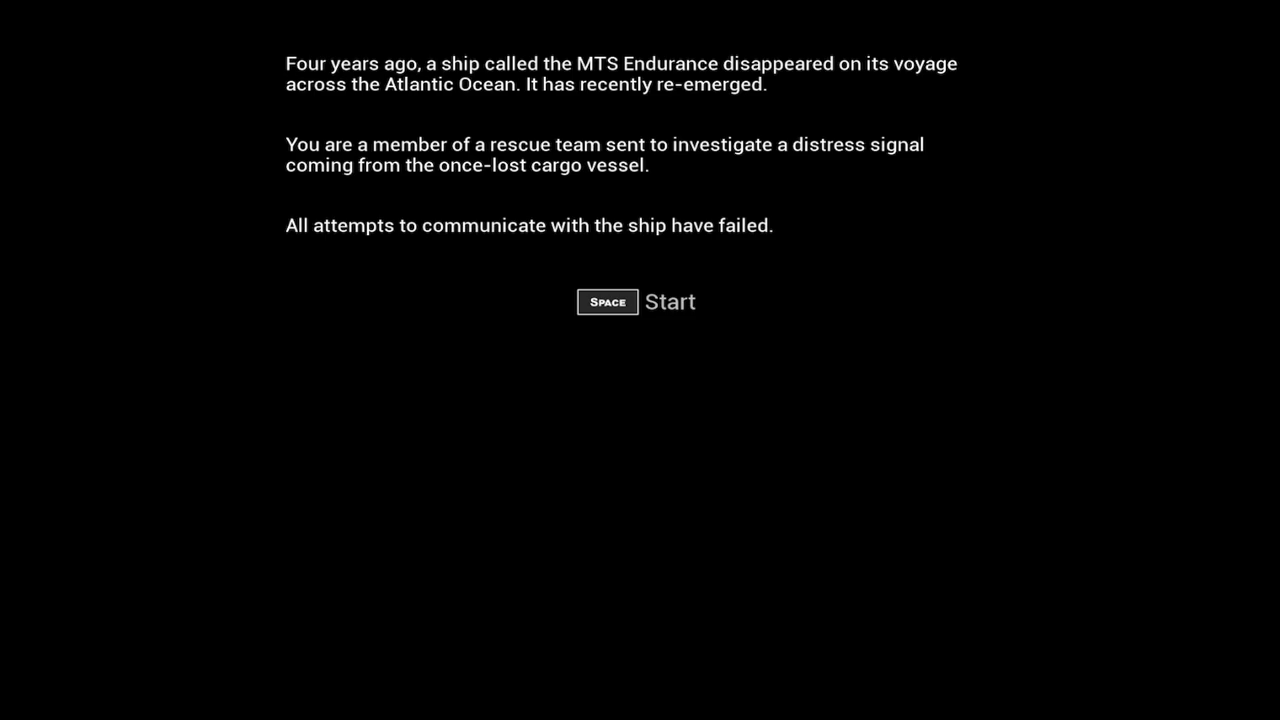 Four years ago, a ship called the MTS Endurance disappeared on its voyage
across the Atlantic Ocean. It has recently re-emerged.
You are a member of a rescue team sent to investigate a distress signal
coming from the once-lost cargo vessel.
All attempts to communicate with the ship have failed.
SPACE Start